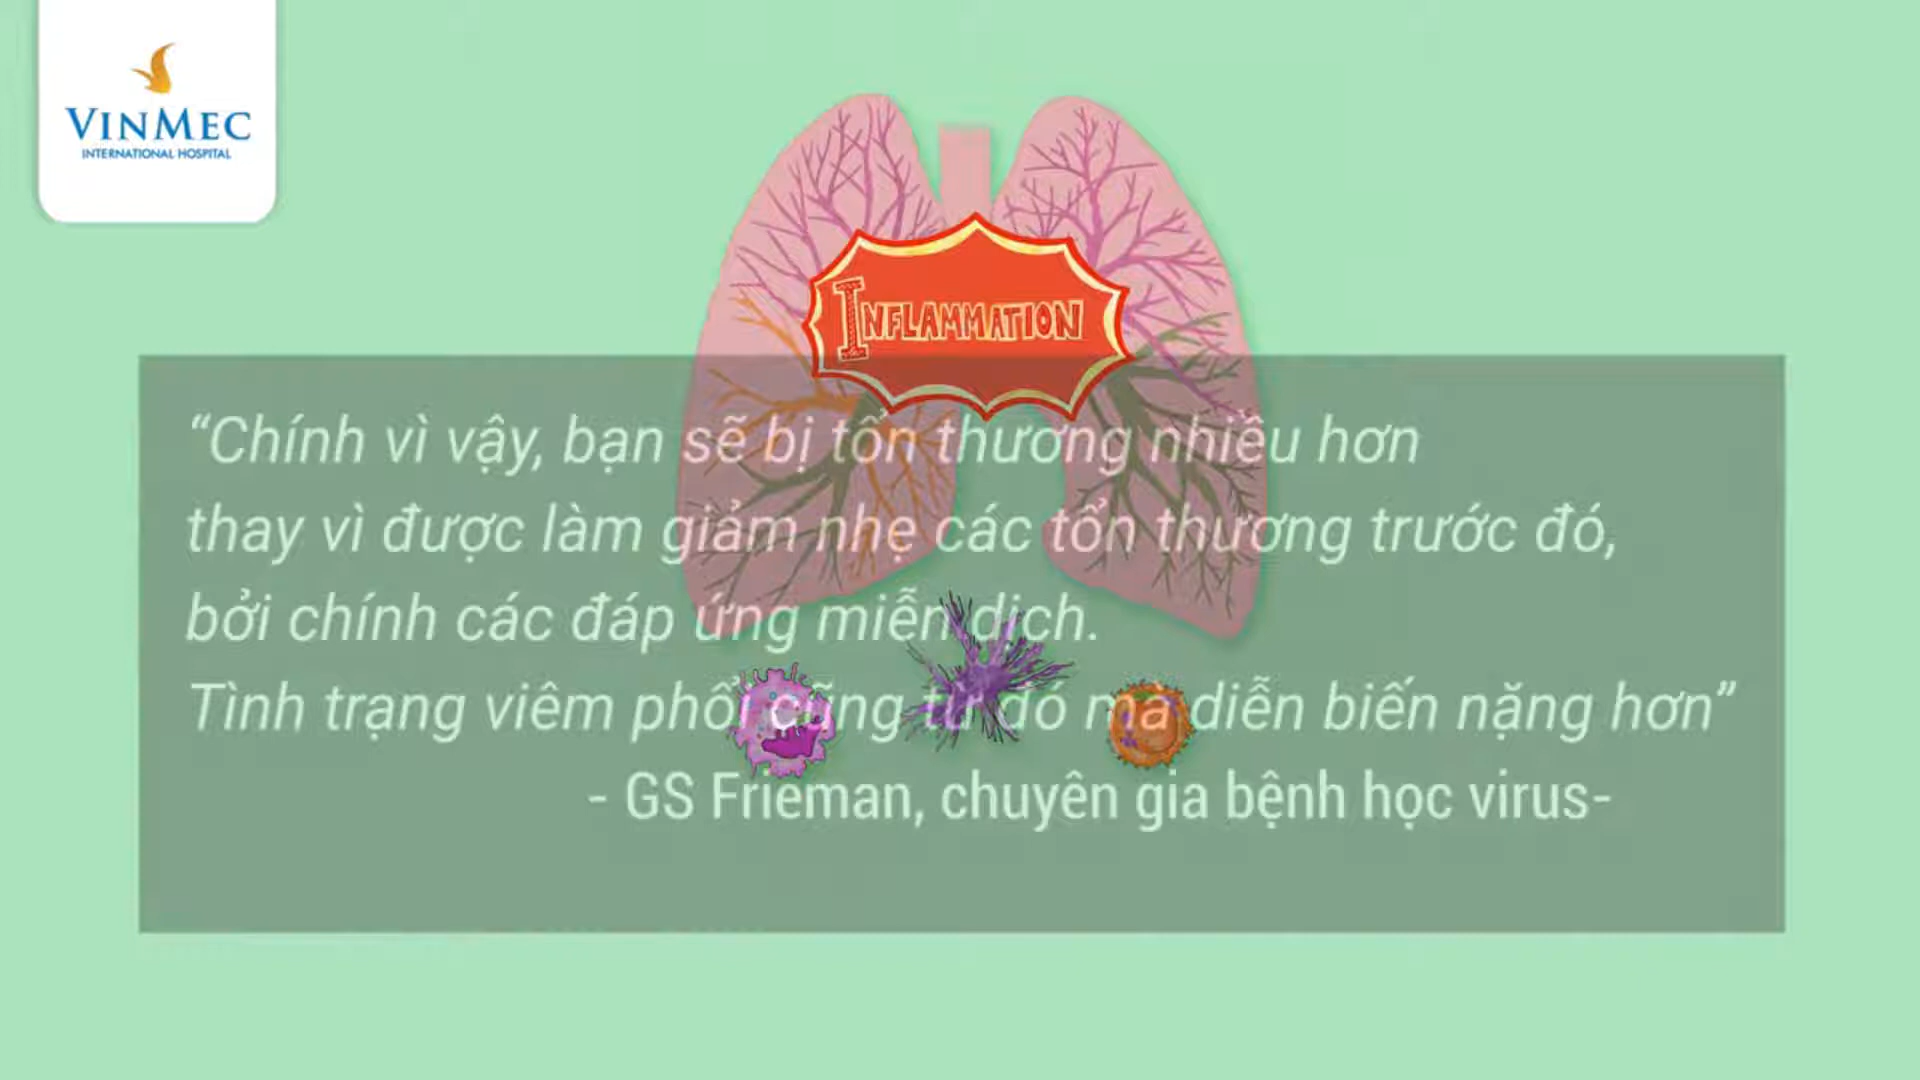 VINMEC
INTERNATIONAL HOSPITAL
INFLAMMATION
“Chính vì vậy, bạn sẽ bị tổn thương nhiều hơn
thay vì được làm giảm nhẹ các tổn thương trước đó,
bởi chính các đáp ứng miễn dịch.
Tình trạng viêm phổi cũng từ đó mà diễn biến nặng hơn”
- GS Frieman, chuyên gia bệnh học virus-